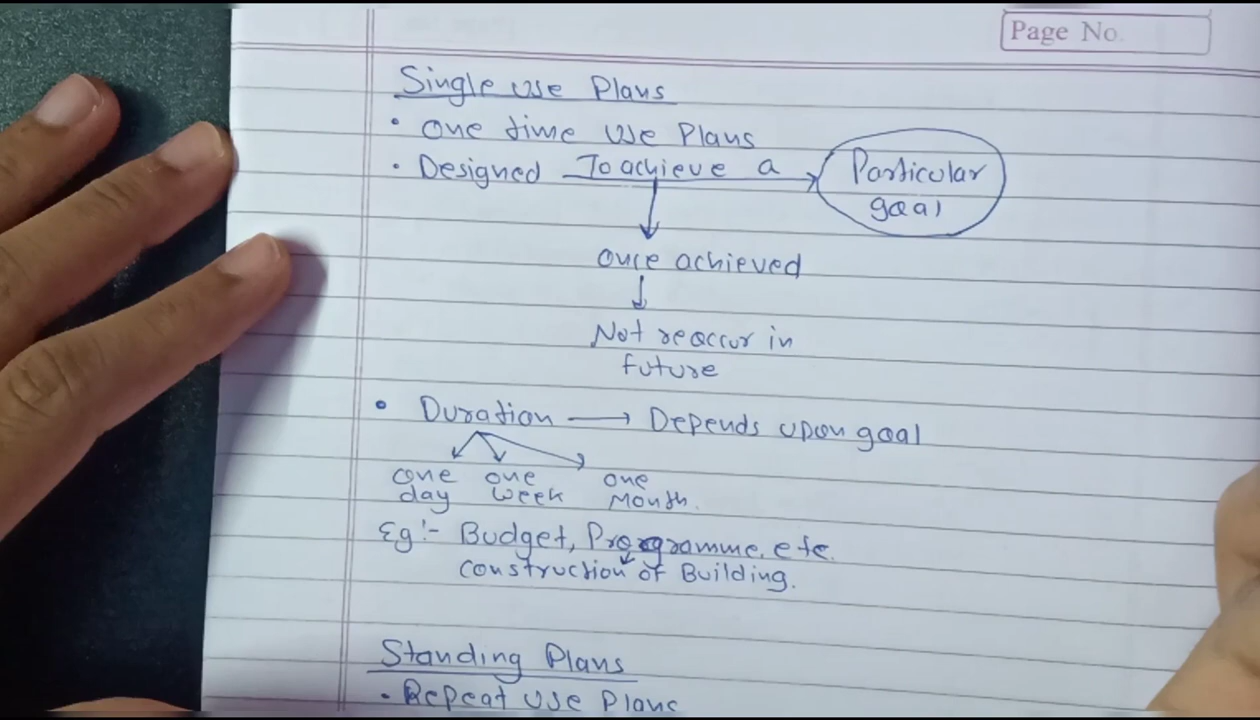 Page No.
Single Use Plans
• One time Use Plans
• Designed To achieve a → Particular
goal
↓
Once achieved
↓
Not reoccur in
future
• Duration → Depends upon goal
one one one
day week Month.
Eg:- Budget, Programme, etc.
Construction of Building.
Standing Plans
• Repeat Use Plans